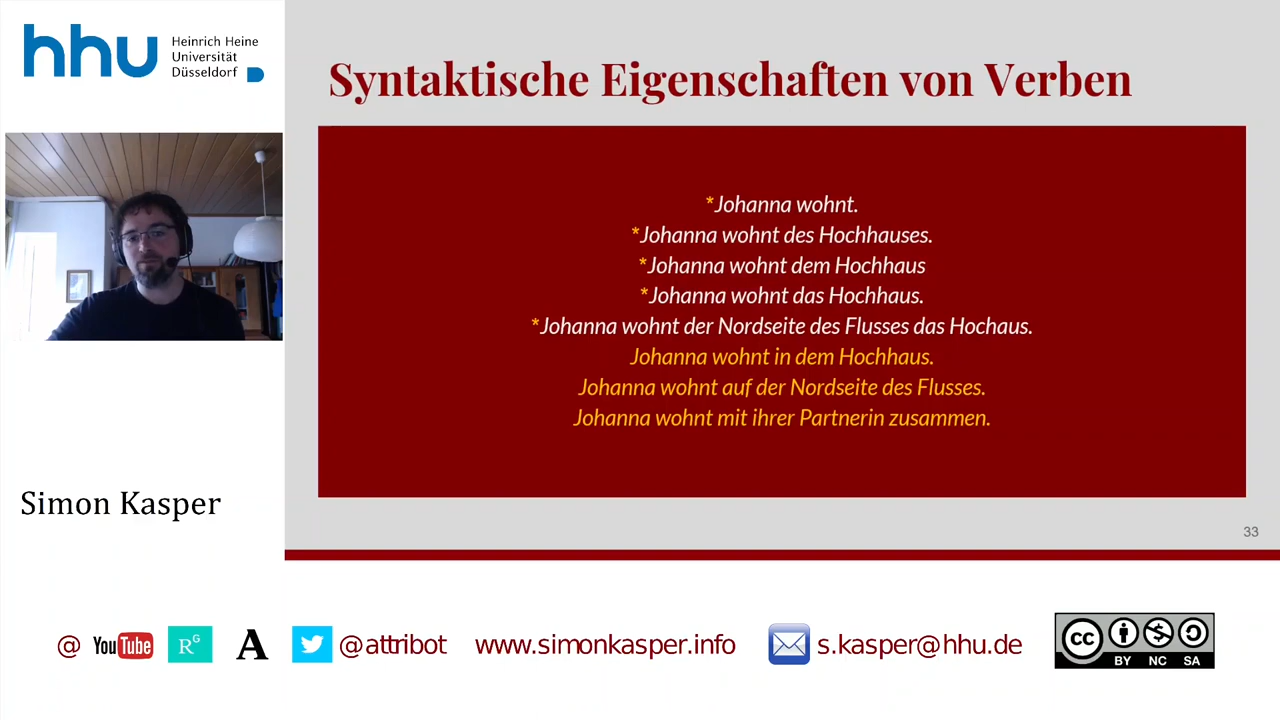 hhu Heinrich Heine
Universität
Düsseldorf
Syntaktische Eigenschaften von Verben
*Johanna wohnt.
*Johanna wohnt des Hochhauses.
*Johanna wohnt dem Hochhaus
*Johanna wohnt das Hochhaus.
*Johanna wohnt der Nordseite des Flusses das Hochaus.
Johanna wohnt in dem Hochhaus.
Johanna wohnt auf der Nordseite des Flusses.
Johanna wohnt mit ihrer Partnerin zusammen.
Simon Kasper
33
@ YouTube RG A @attribot www.simonkasper.info s.kasper@hhu.de cc
BY NC SA